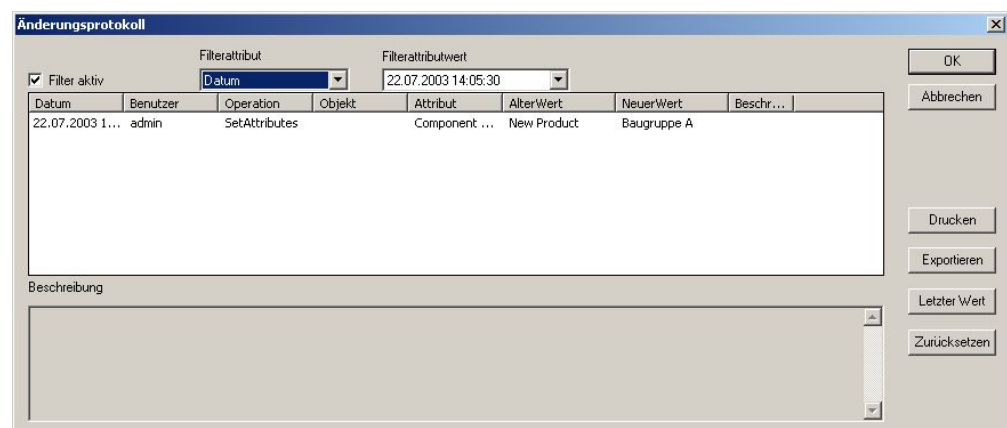 Änderungsprotokoll
Filterattribut
Filterattributwert
Filter aktiv
Datum
22.07.2003 14:05:30
OK
Abbrechen
Datum Benutzer Operation Objekt Attribut AlterWert NeuerWert Beschr...
22.07.2003 1... admin SetAttributes Component ... New Product Baugruppe A
Drucken
Exportieren
Beschreibung
Letzter Wert
Zurücksetzen